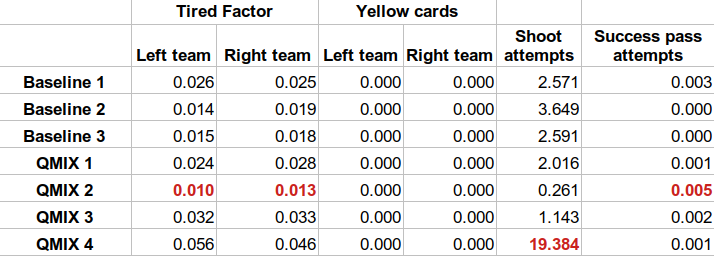 Tired Factor Yellow cards
Shoot Success pass
Left team Right team Left team Right team attempts attempts
Baseline 1 0.026 0.025 0.000 0.000 2.571 0.003
Baseline 2 0.014 0.019 0.000 0.000 3.649 0.000
Baseline 3 0.015 0.018 0.000 0.000 2.591 0.000
QMIX 1 0.024 0.028 0.000 0.000 2.016 0.001
QMIX 2 0.010 0.013 0.000 0.000 0.261 0.005
QMIX 3 0.032 0.033 0.000 0.000 1.143 0.002
QMIX 4 0.056 0.046 0.000 0.000 19.384 0.001